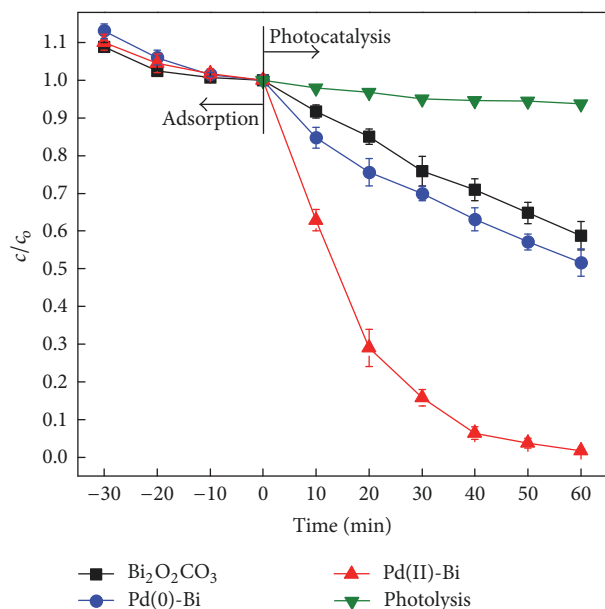 1.1
1.0
0.9
0.8
0.7
0.6
0.5
0.4
0.3
0.2
0.1
0.0
c/c₀
Photocatalysis
Adsorption
−30 −20 −10 0 10 20 30 40 50 60
Time (min)
Bi₂O₂CO₃ Pd(II)-Bi
Pd(0)-Bi Photolysis